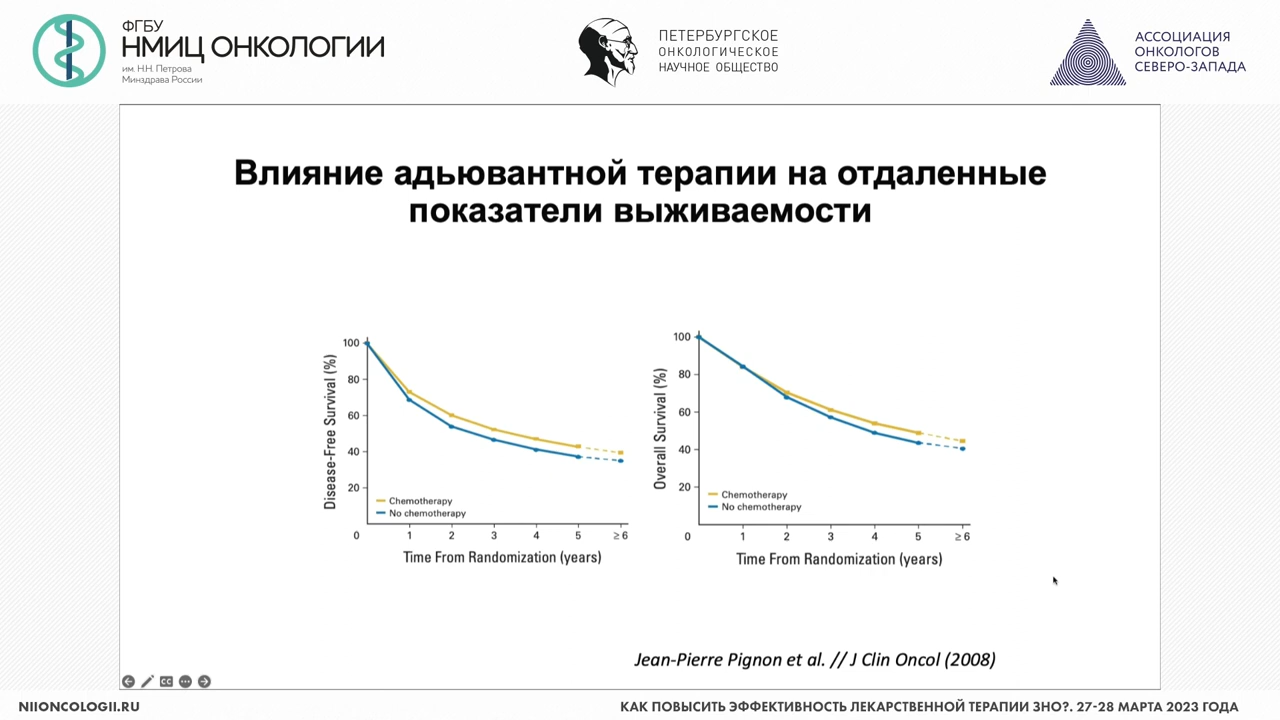 ФГБУ
НМИЦ ОНКОЛОГИИ
им. Н.Н. Петрова
Минздрава России
ПЕТЕРБУРГСКОЕ
ОНКОЛОГИЧЕСКОЕ
НАУЧНОЕ ОБЩЕСТВО
АССОЦИАЦИЯ
ОНКОЛОГОВ
СЕВЕРО-ЗАПАДА
Влияние адьювантной терапии на отдаленные
показатели выживаемости
Disease-Free Survival (%)
100
80
60
40
20
0
Chemotherapy
No chemotherapy
1 2 3 4 5 ≥ 6
Time From Randomization (years)
Overall Survival (%)
100
80
60
40
20
0
Chemotherapy
No chemotherapy
1 2 3 4 5 ≥ 6
Time From Randomization (years)
Jean-Pierre Pignon et al. // J Clin Oncol (2008)
CC
NIIONCOLOGII.RU
КАК ПОВЫСИТЬ ЭФФЕКТИВНОСТЬ ЛЕКАРСТВЕННОЙ ТЕРАПИИ ЗНО?. 27-28 МАРТА 2023 ГОДА